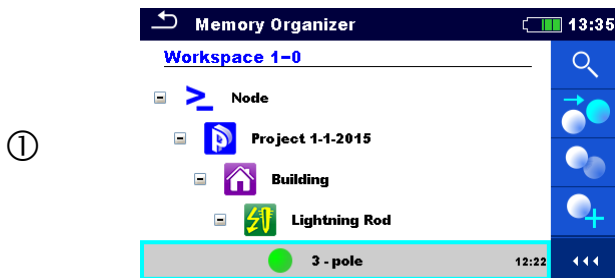 Memory Organizer 13:35
Workspace 1-0
Node
Project 1-1-2015
①
Building
Lightning Rod
3 - pole 12:22